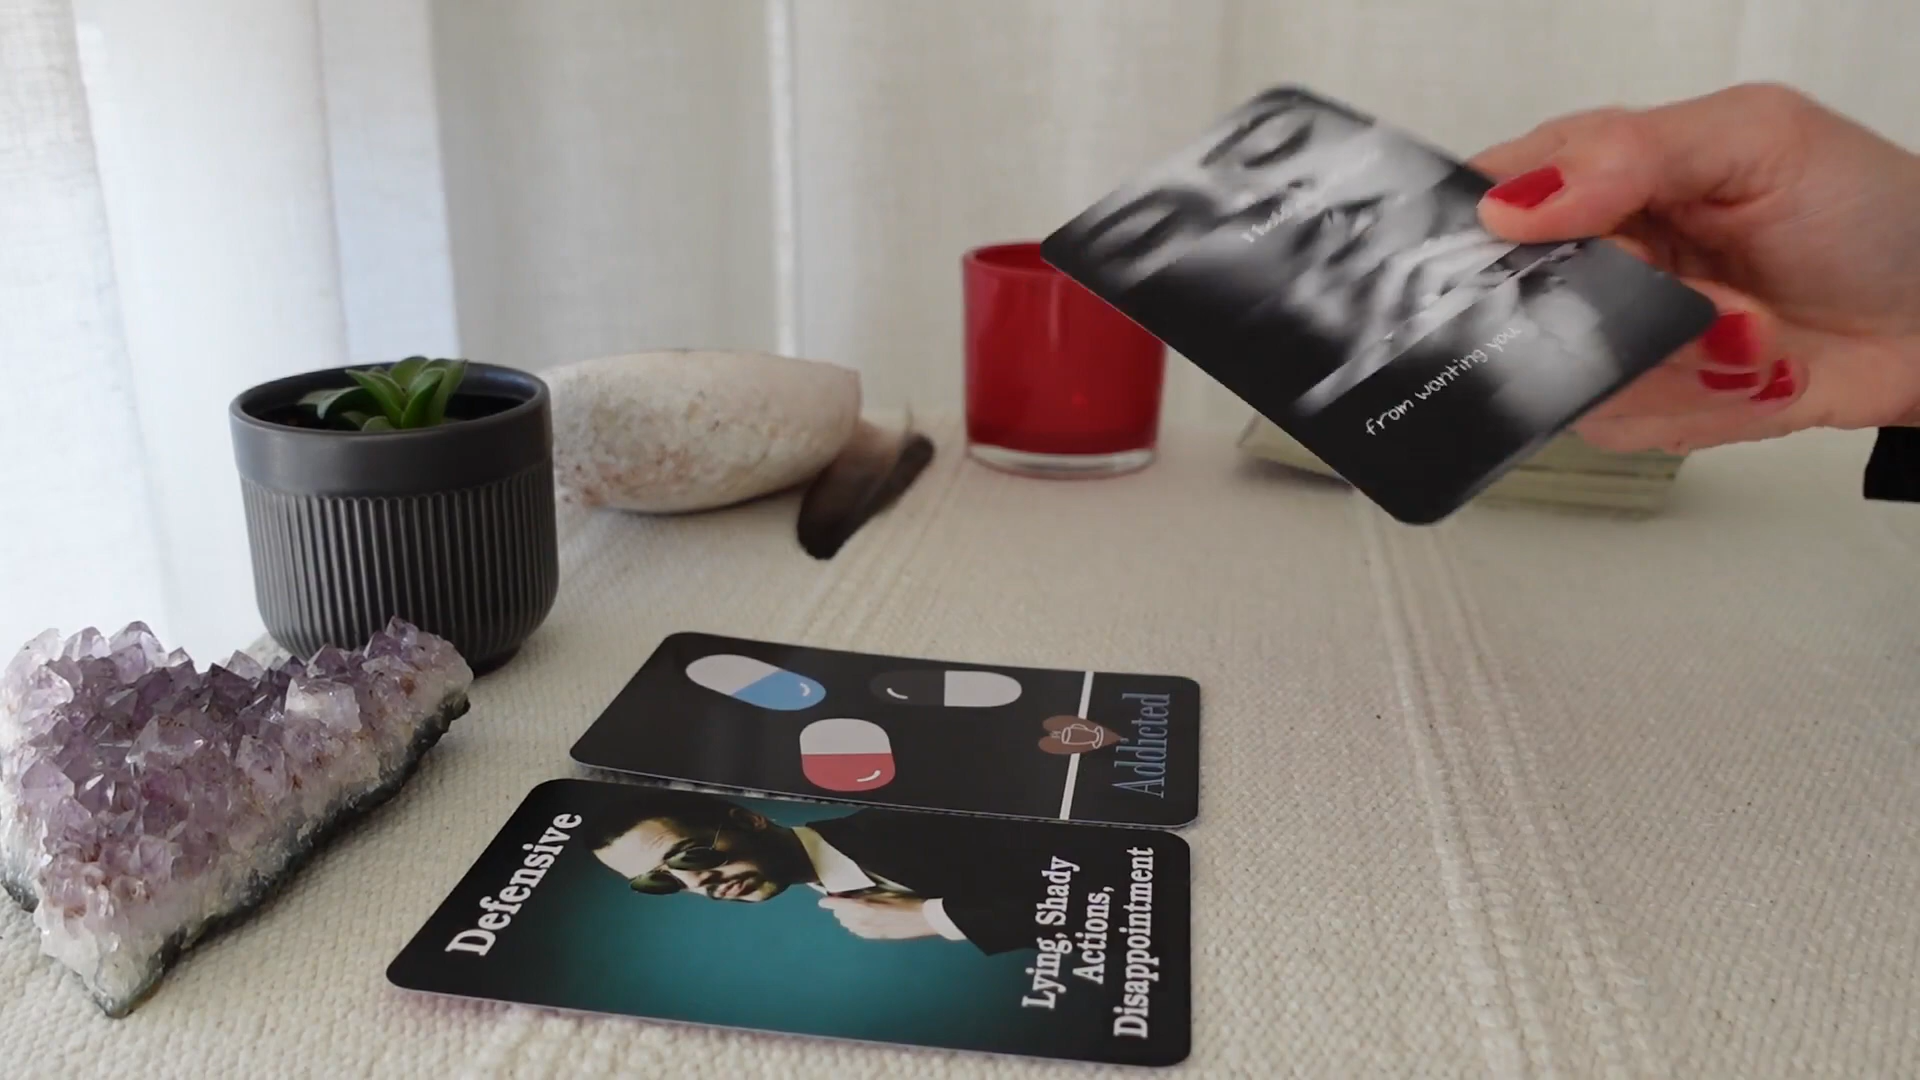 from wanting you.
Addicted
Defensive
Lying, Shady
Actions,
Disappointment